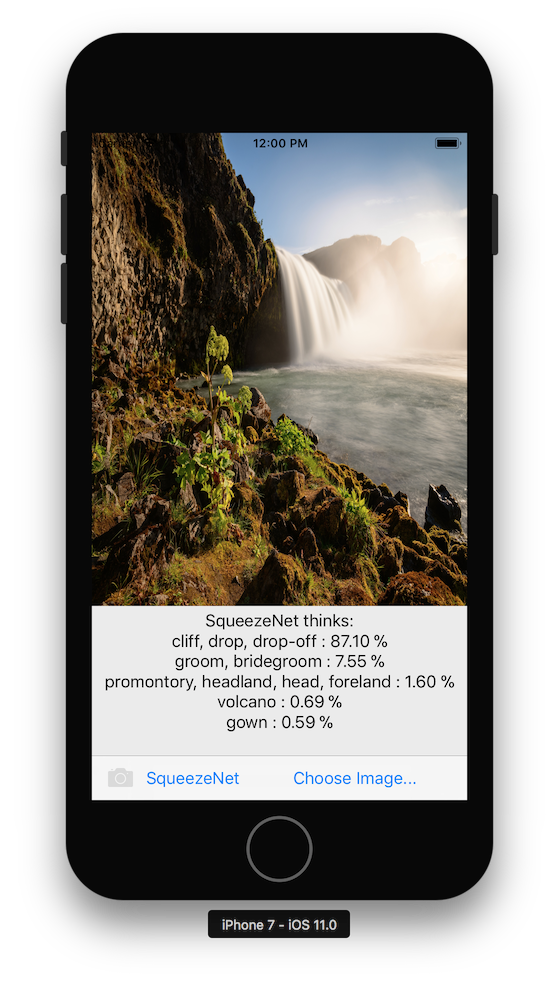 12:00 PM
SqueezeNet thinks:
cliff, drop, drop-off : 87.10 %
groom, bridegroom : 7.55 %
promontory, headland, head, foreland : 1.60 %
volcano : 0.69 %
gown : 0.59 %
SqueezeNet Choose Image...
iPhone 7 - iOS 11.0